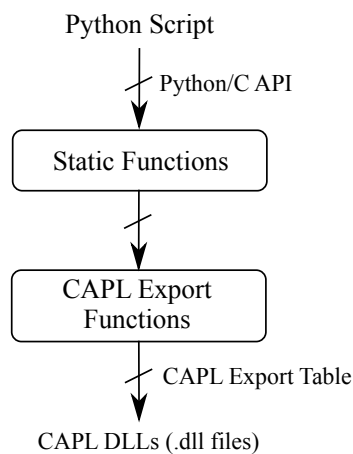 Python Script
Python/C API
Static Functions
CAPL Export
Functions
CAPL Export Table
CAPL DLLs (.dll files)